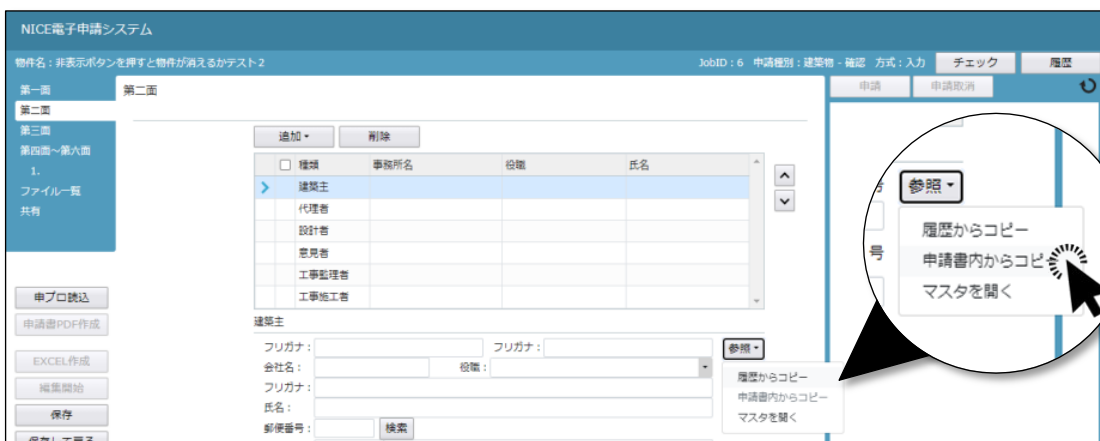 NICE電子申請システム
物件名：非表示ボタンを押すと物件が消えるかテスト2
JobID：6 申請種別：建築物 - 確認 方式：入力
チェック
履歴
第一面
第二面
第三面
第四面～第六面
1.
ファイル一覧
共有
第二面
申請
申請取消
追加
削除
種類 事務所名 役職 氏名
建築主
代理者
設計者
意見者
工事監理者
工事施工者
申プロ読込
申請書PDF作成
EXCEL作成
編集開始
保存
保存して戻る
建築主
フリガナ： フリガナ：
会社名： 役職：
フリガナ：
氏名：
郵便番号： 検索
参照
履歴からコピー
申請書内からコピー
マスタを開く
号
参照
履歴からコピー
申請書内からコピー
マスタを開く